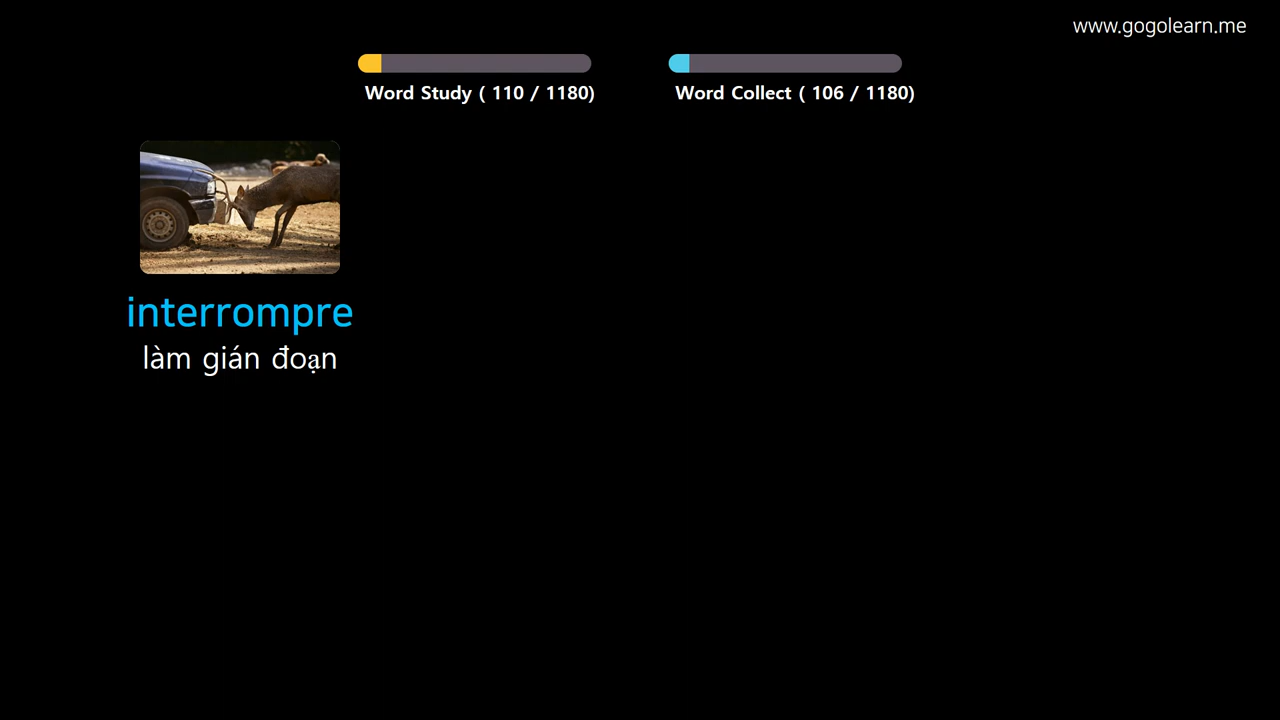 www.gogolearn.me
Word Study ( 110 / 1180)
Word Collect ( 106 / 1180)
interrompre
làm gián đoạn